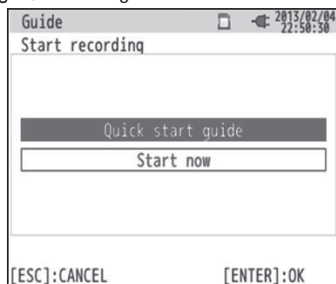 Guide 2013/02/04
22:50:30
Start recording
Quick start guide
Start now
[ESC]:CANCEL [ENTER]:OK